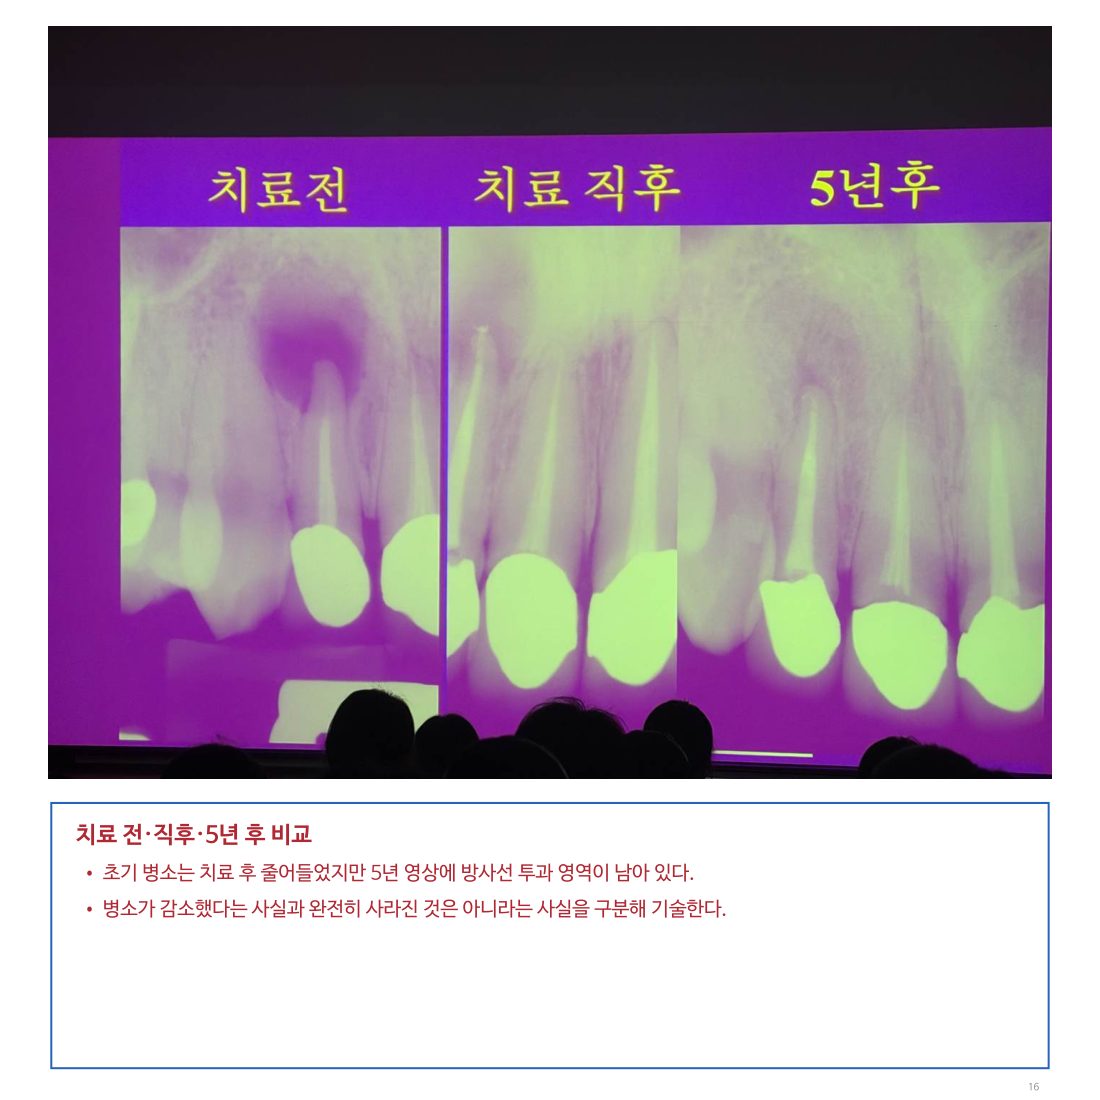 치료전
치료 직후
5년후
치료 전·직후·5년 후 비교
• 초기 병소는 치료 후 줄어들었지만 5년 영상에 방사선 투과 영역이 남아 있다.
• 병소가 감소했다는 사실과 완전히 사라진 것은 아니라는 사실을 구분해 기술한다.
16